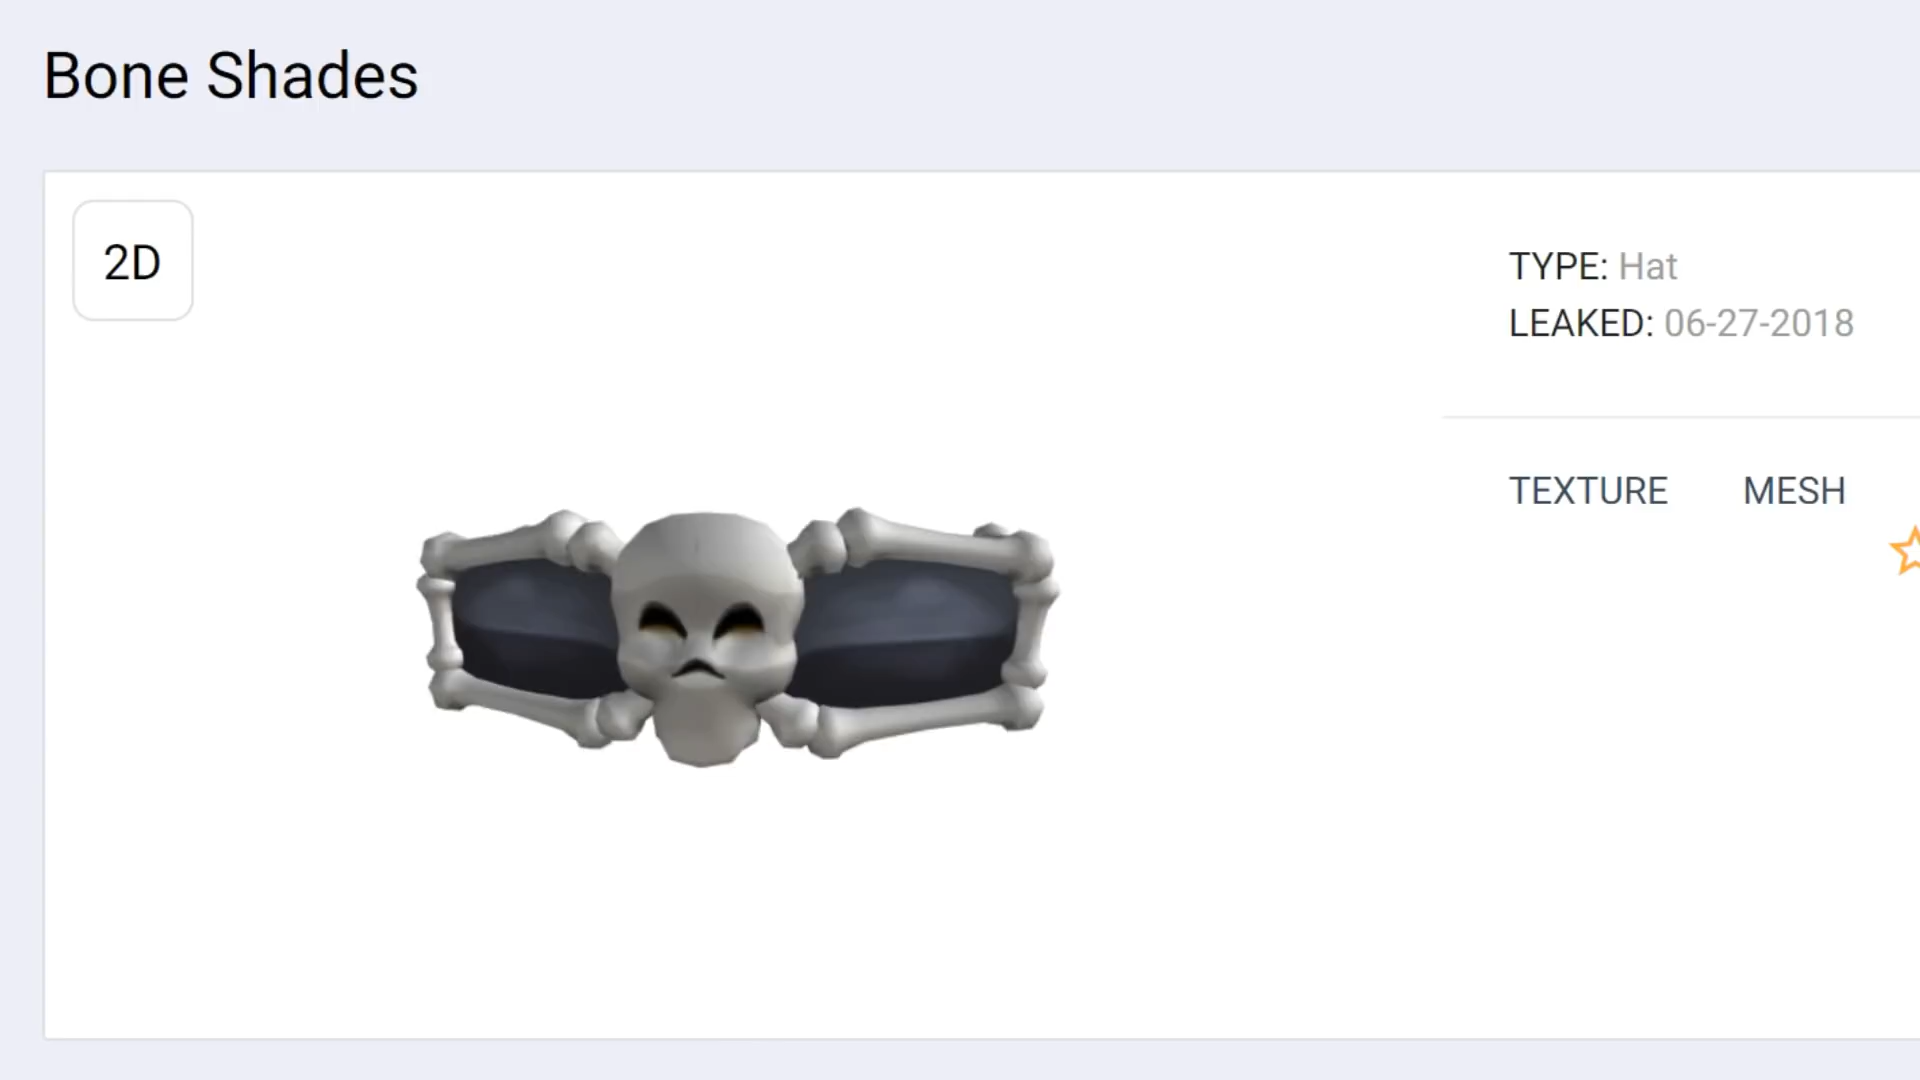 Bone Shades
2D
TYPE: Hat
LEAKED: 06-27-2018
TEXTURE MESH